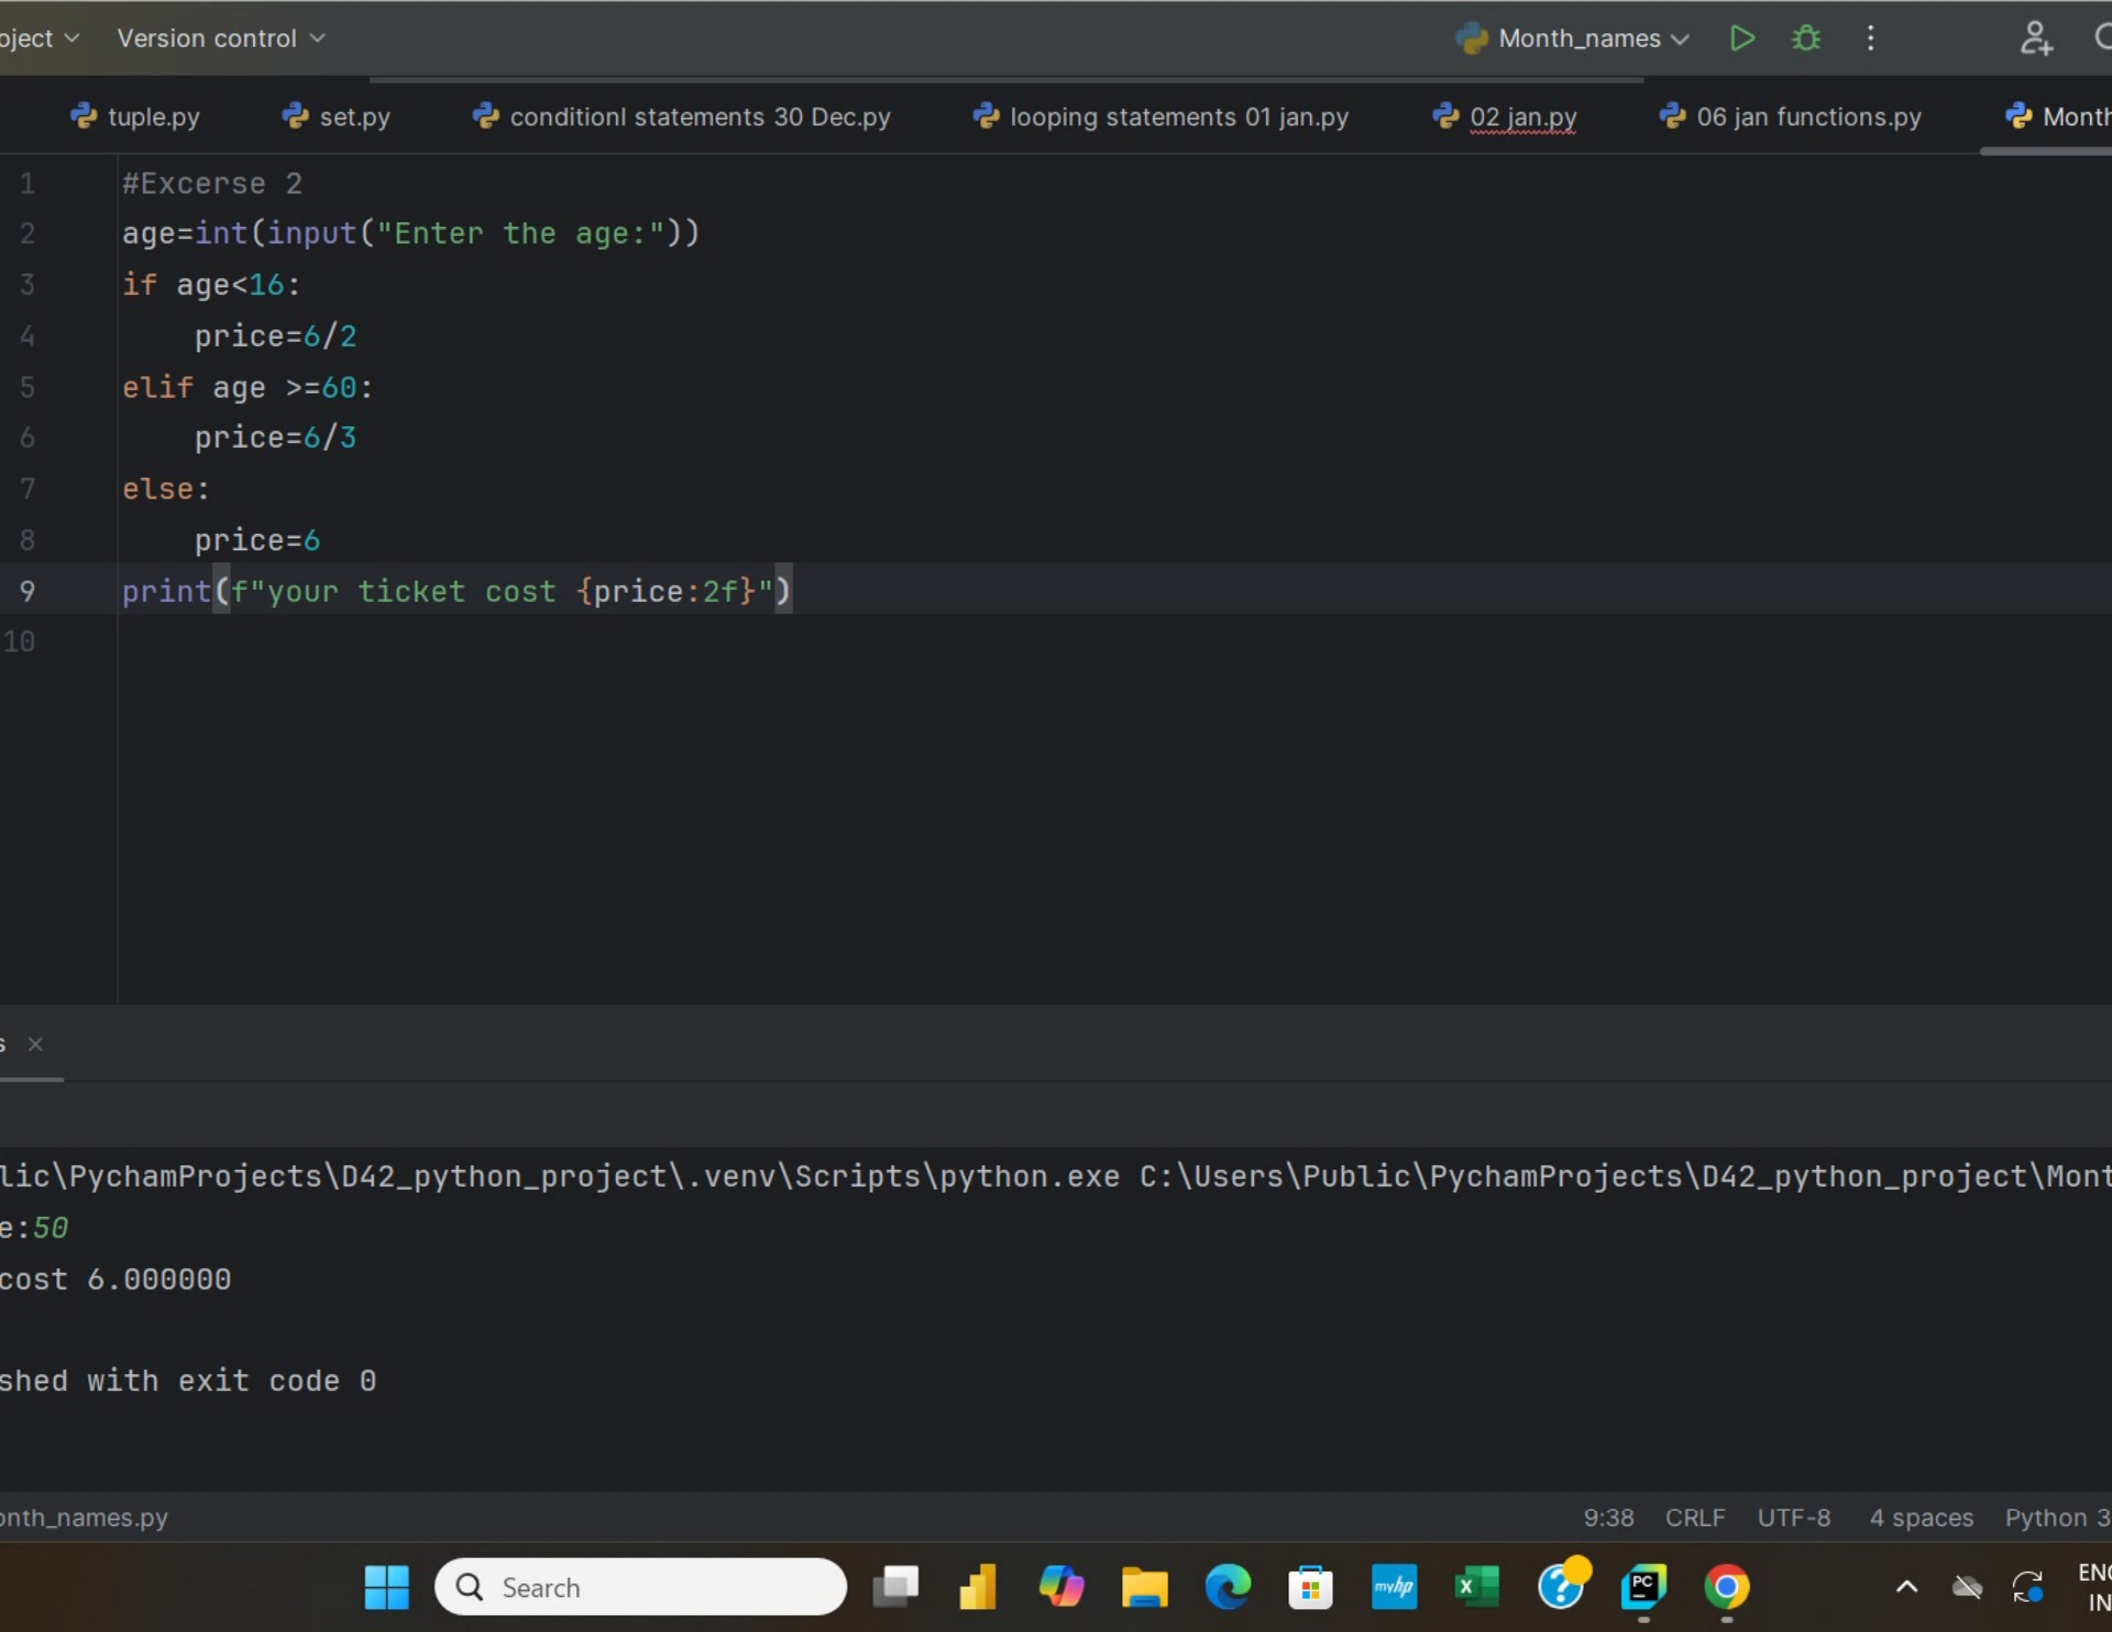 Version control
Month_names
tuple.py
set.py
conditionl statements 30 Dec.py
looping statements 01 jan.py
02 jan.py
06 jan functions.py
1 #Excerse 2
2 age=int(input("Enter the age:"))
3 if age<16:
4     price=6/2
5 elif age >=60:
6     price=6/3
7 else:
8     price=6
9 print(f"your ticket cost {price:2f}")
10
lic\PychamProjects\D42_python_project\.venv\Scripts\python.exe C:\Users\Public\PychamProjects\D42_python_project\Mont
e:50
cost 6.000000
shed with exit code 0
onth_names.py
9:38 CRLF UTF-8 4 spaces Python 3
Search
myhp
X
?
PC
ENG
IN